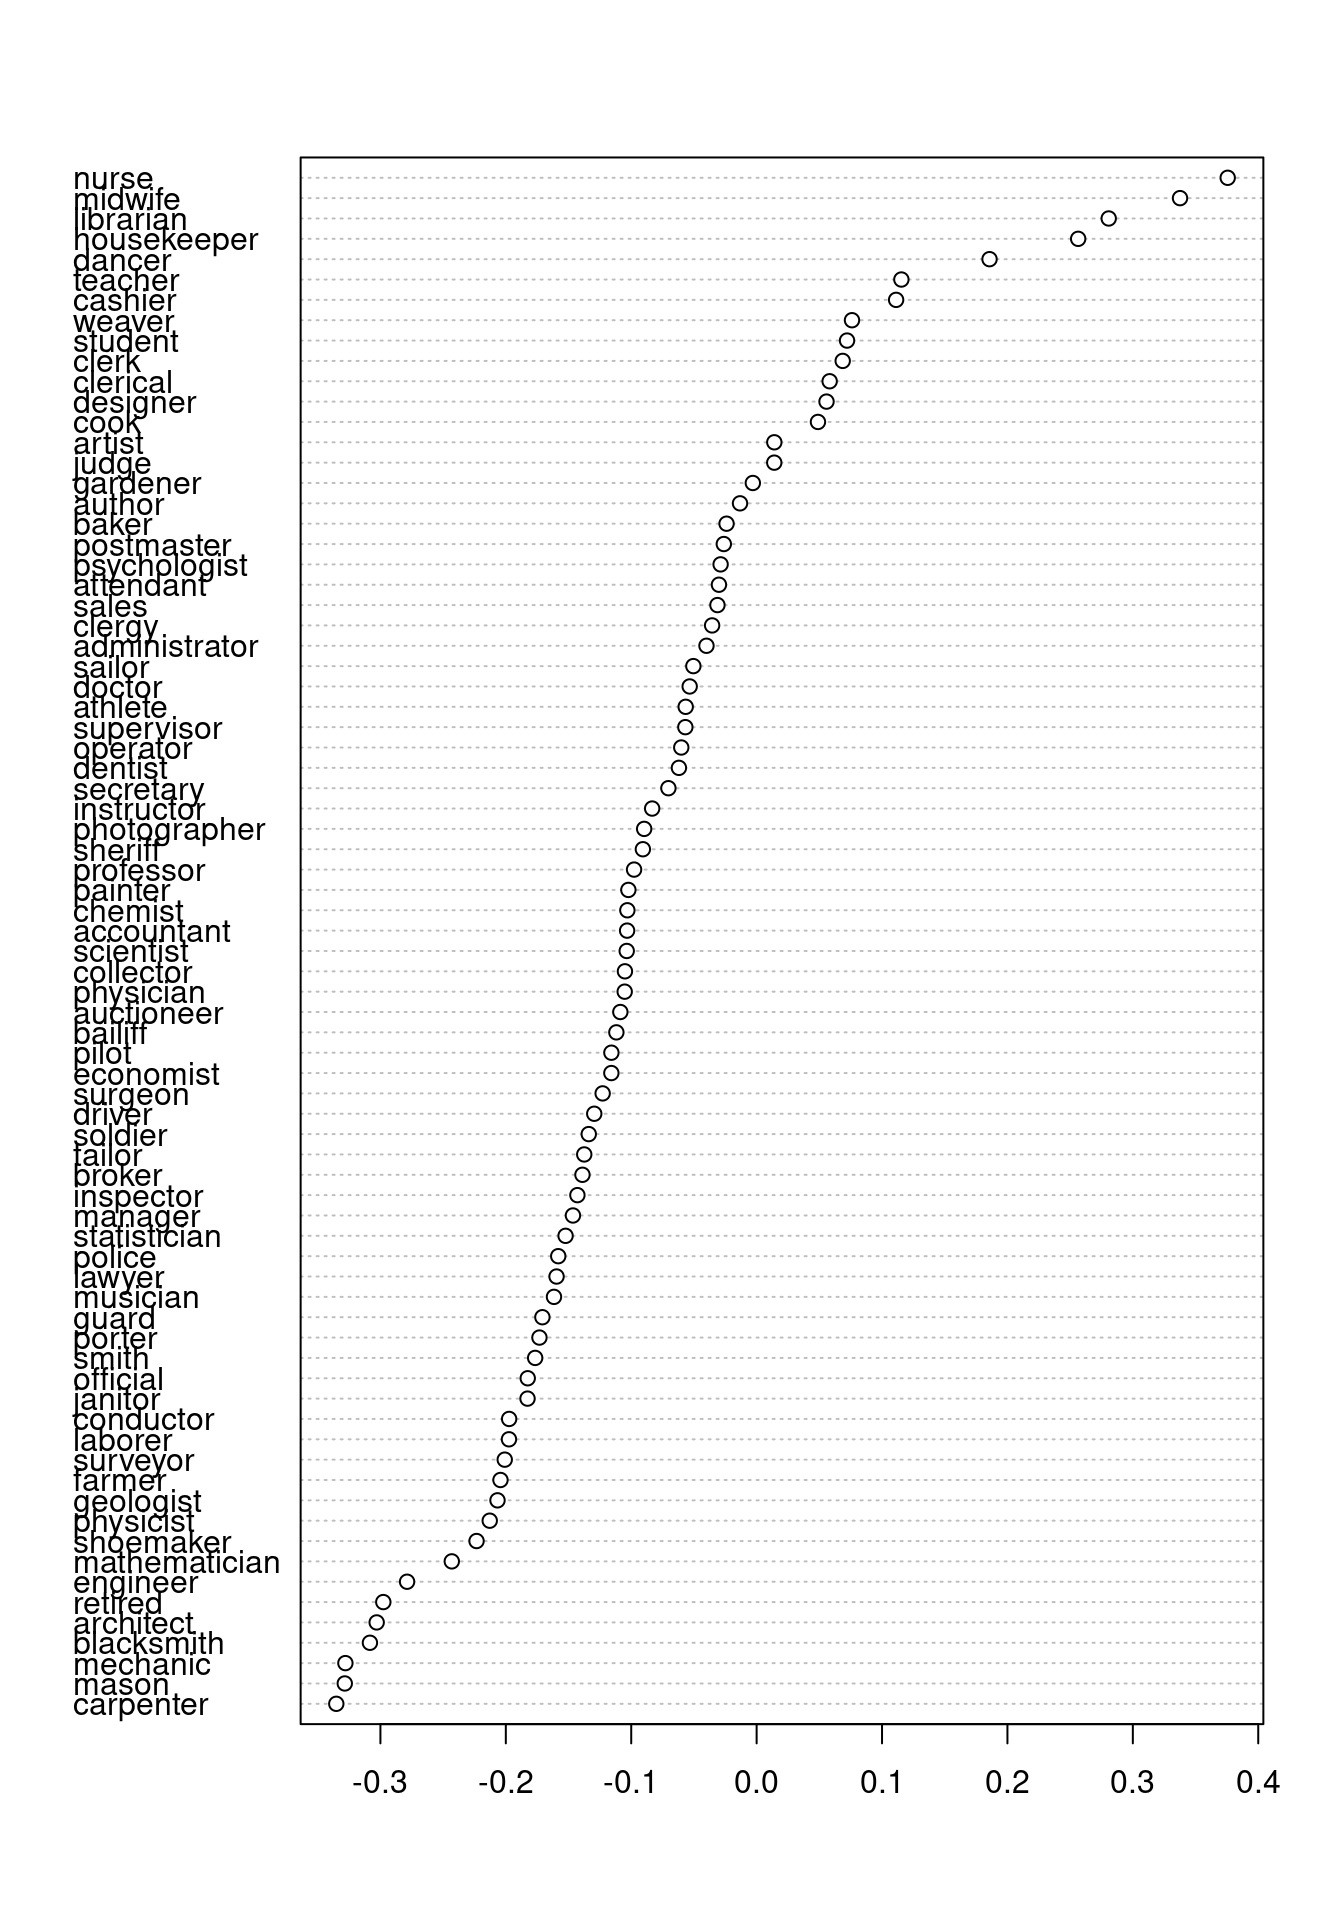 nurse
midwife
librarian
housekeeper
dancer
teacher
cashier
weaver
student
clerk
clerical
designer
cook
artist
judge
gardener
author
baker
postmaster
psychologist
attendant
sales
clergy
administrator
sailor
doctor
athlete
supervisor
operator
dentist
secretary
instructor
photographer
sheriff
professor
painter
chemist
accountant
scientist
collector
physician
auctioneer
bailiff
pilot
economist
surgeon
driver
soldier
tailor
broker
inspector
manager
statistician
police
lawyer
musician
guard
porter
smith
official
janitor
conductor
laborer
surveyor
farmer
geologist
physicist
shoemaker
mathematician
engineer
retired
architect
blacksmith
mechanic
mason
carpenter
-0.3 -0.2 -0.1 0.0 0.1 0.2 0.3 0.4